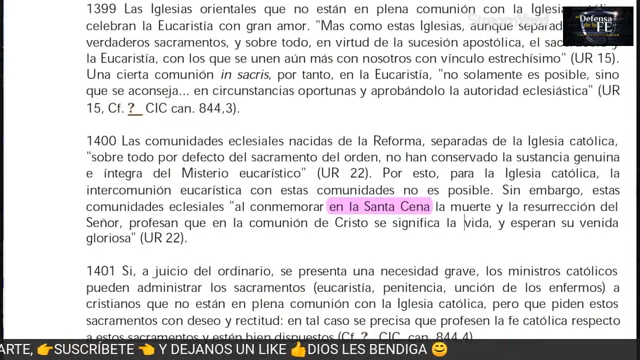 1399 Las Iglesias orientales que no están en plena comunión con la Iglesia
celebran la Eucaristía con gran amor. "Mas como estas Iglesias, aunque
verdaderos sacramentos, y sobre todo, en virtud de la sucesión apostólica, el
la Eucaristía, con los que se unen aún más con nosotros con vínculo estrechísimo" (UR 15).
Una cierta comunión in sacris, por tanto, en la Eucaristía, "no solamente es posible, sino
que se aconseja... en circunstancias oportunas y aprobándolo la autoridad eclesiástica" (UR
15, Cf. ? CIC can. 844,3).
Defensa
de la
FE
1400 Las comunidades eclesiales nacidas de la Reforma, separadas de la Iglesia católica,
"sobre todo por defecto del sacramento del orden, no han conservado la sustancia genuina
e íntegra del Misterio eucarístico" (UR 22). Por esto, para la Iglesia católica, la
intercomunión eucarística con estas comunidades no es posible. Sin embargo, estas
comunidades eclesiales "al conmemorar en la Santa Cena la muerte y la resurrección del
Señor, profesan que en la comunión de Cristo se significa la vida, y esperan su venida
gloriosa" (UR 22).
1401 Si, a juicio del ordinario, se presenta una necesidad grave, los ministros católicos
pueden administrar los sacramentos (eucaristía, penitencia, unción de los enfermos) a
cristianos que no están en plena comunión con la Iglesia católica, pero que piden estos
sacramentos con deseo y rectitud: en tal caso se precisa que profesen la fe católica respecto
a estos sacramentos y estén bien dispuestos (Cf. ? CIC, can. 844,4).
ARTE, 👉SUSCRÍBETE 👈 Y DEJANOS UN LIKE 👍DIOS LES BENDIGA 😊